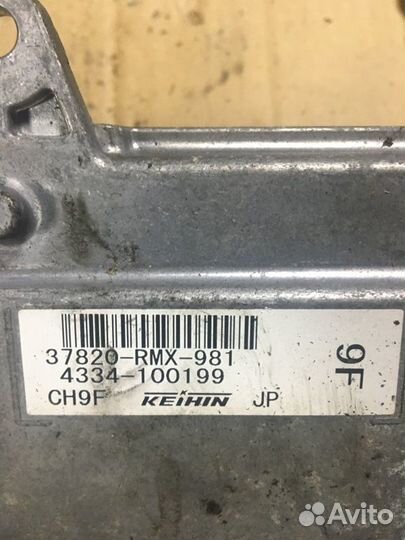 37820-RMX-981
4334-100199
CH9F KEIHIN JP
9F
Avito